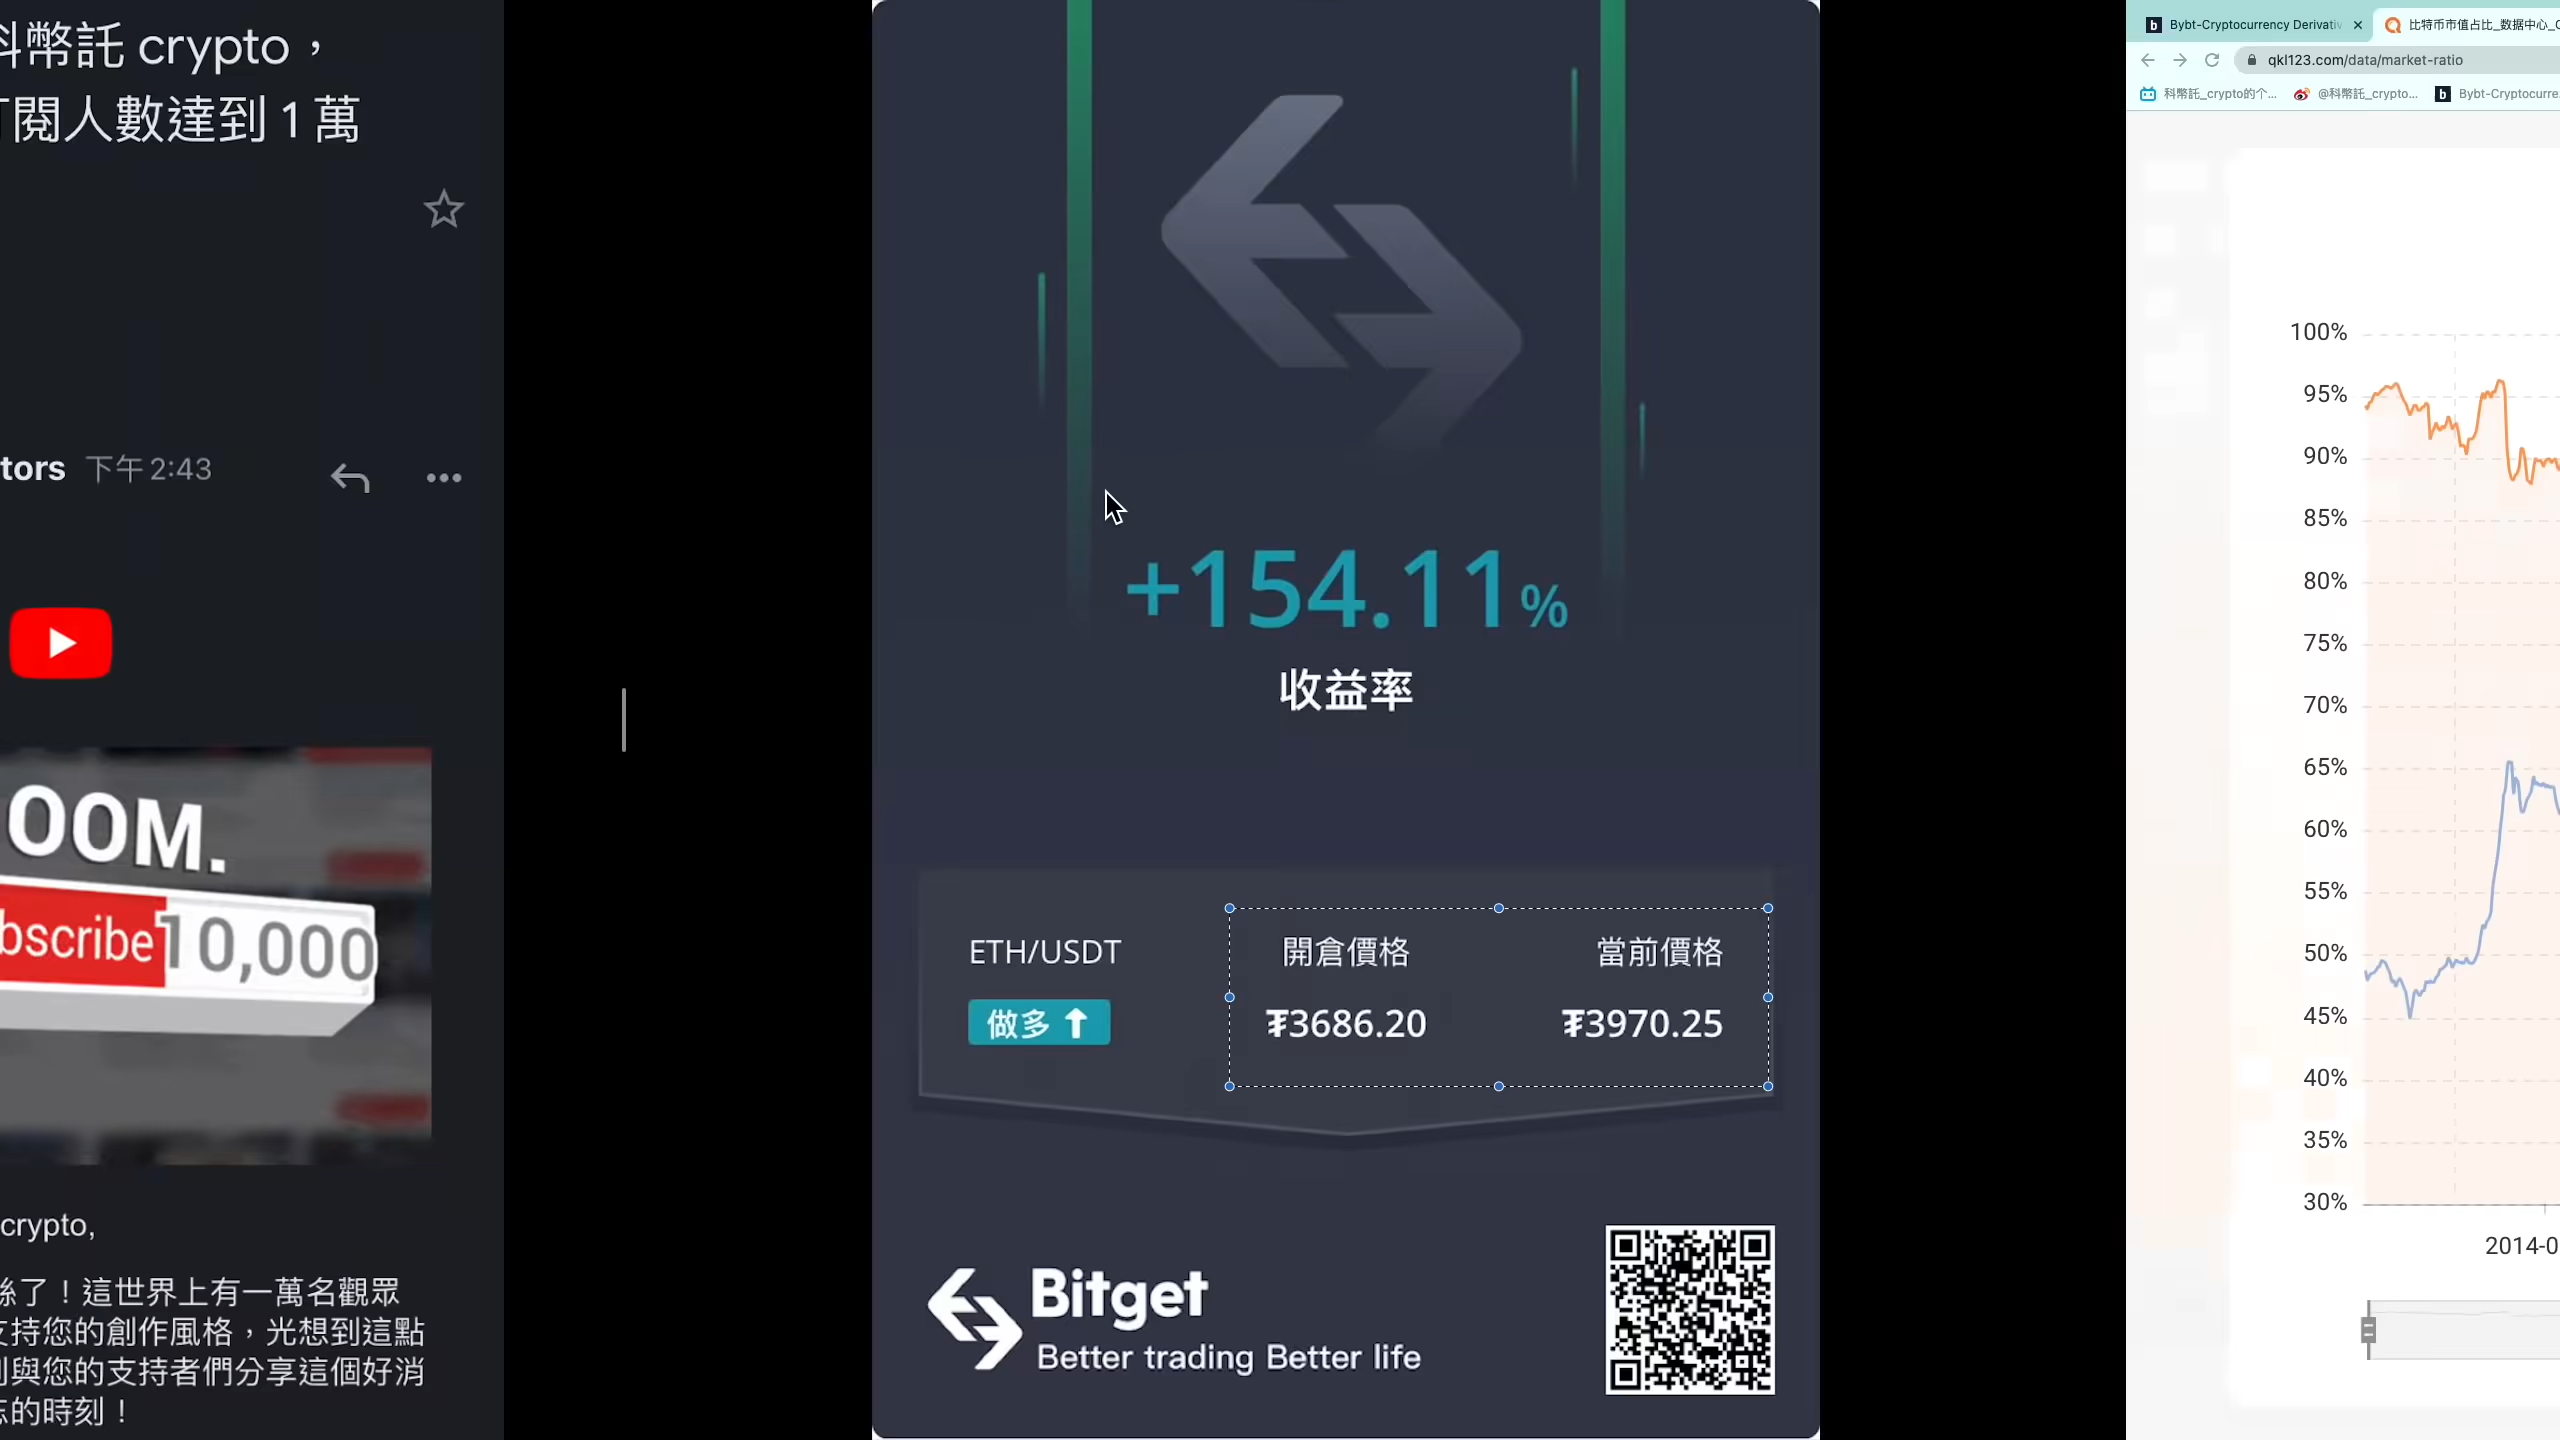 科幣託 crypto，
訂閱人數達到 1 萬
tors 下午 2:43
OOM.
bscribe 10,000
crypto,
絲了！這世界上有一萬名觀眾
支持您的創作風格，光想到這點
到與您的支持者們分享這個好消
忘的時刻！
+154.11%
收益率
ETH/USDT 開倉價格 當前價格
做多 ₮3686.20 ₮3970.25
Bitget
Better trading Better life
Bybt-Cryptocurrency Derivativ
比特币市值占比_数据中心_
qkl123.com/data/market-ratio
科幣託_crypto的个...
@科幣託_crypto...
Bybt-Cryptocurre
100%
95%
90%
85%
80%
75%
70%
65%
60%
55%
50%
45%
40%
35%
30%
2014-0